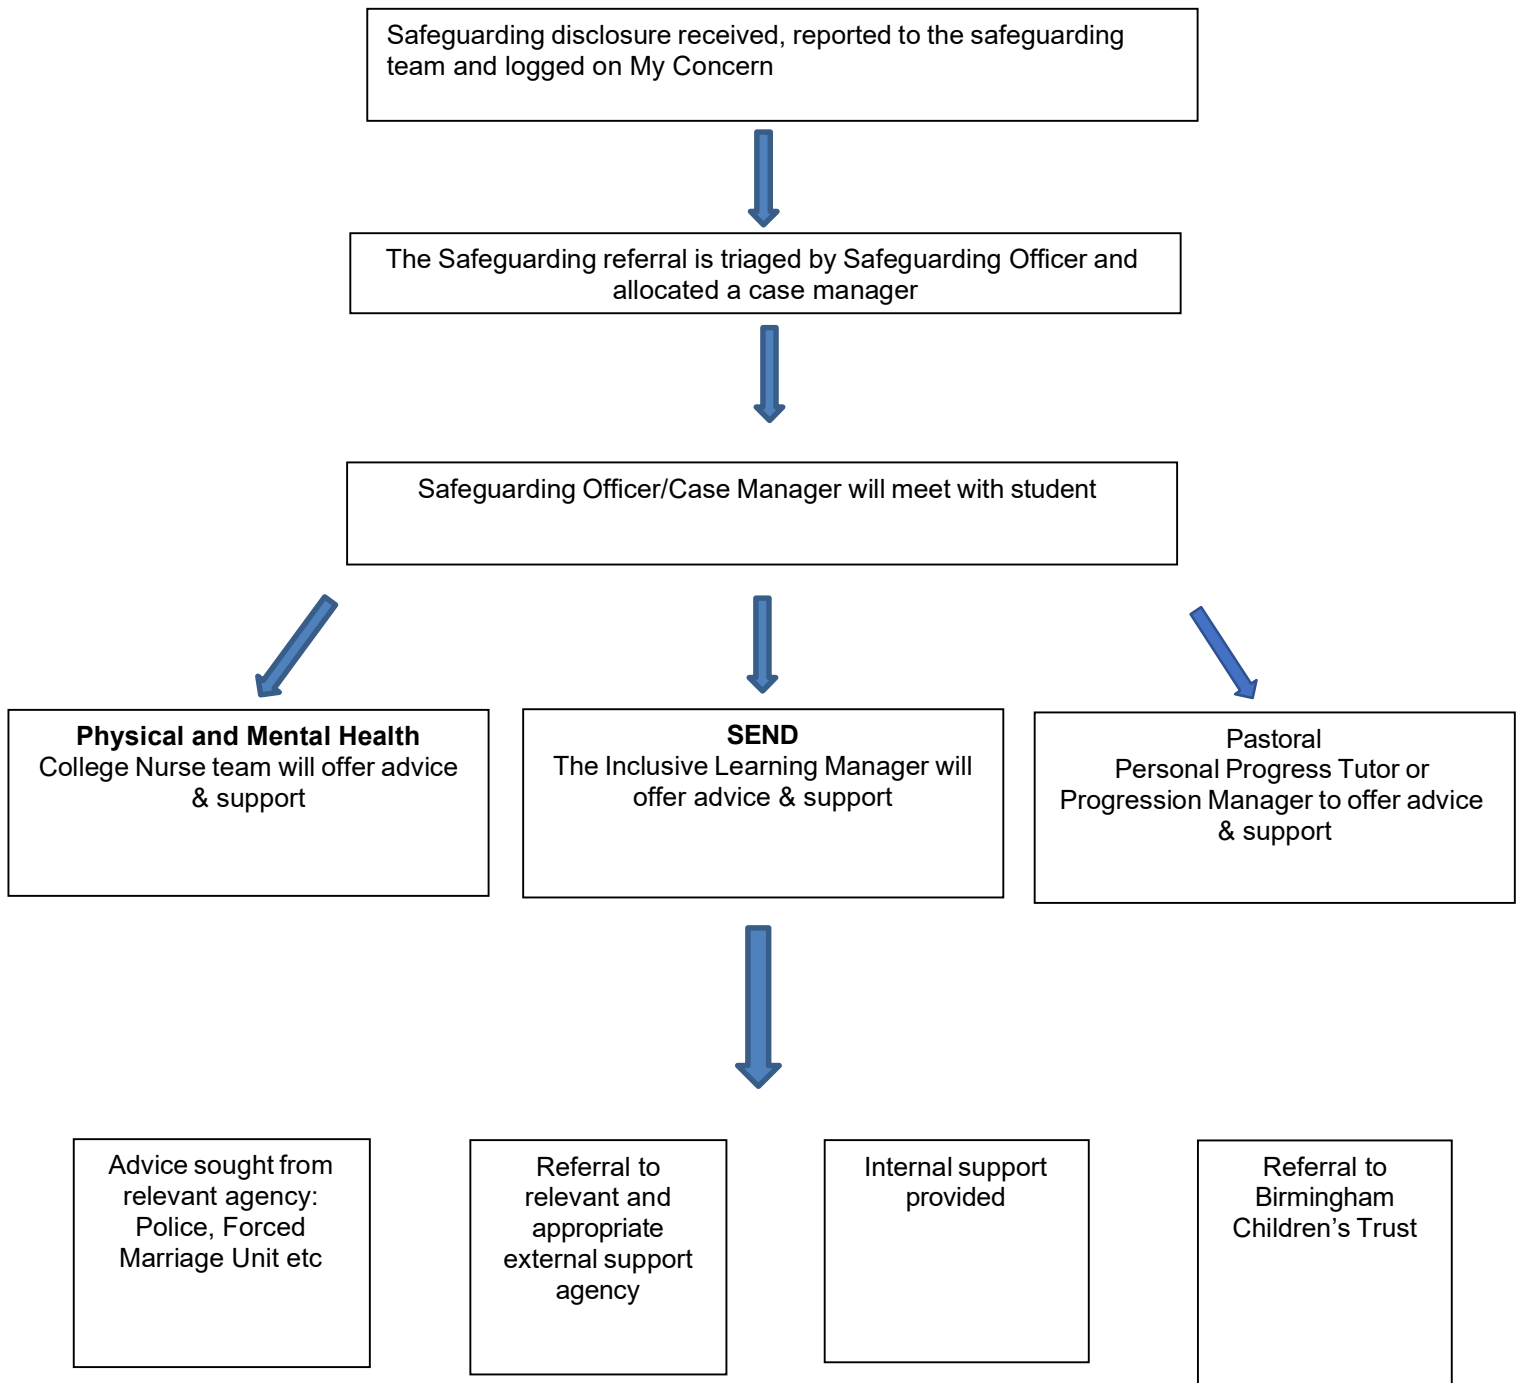 Safeguarding disclosure received, reported to the safeguarding
team and logged on My Concern
The Safeguarding referral is triaged by Safeguarding Officer and
allocated a case manager
Safeguarding Officer/Case Manager will meet with student
Physical and Mental Health
College Nurse team will offer advice
& support
SEND
The Inclusive Learning Manager will
offer advice & support
Pastoral
Personal Progress Tutor or
Progression Manager to offer advice
& support
Advice sought from
relevant agency:
Police, Forced
Marriage Unit etc
Referral to
relevant and
appropriate
external support
agency
Internal support
provided
Referral to
Birmingham
Children’s Trust